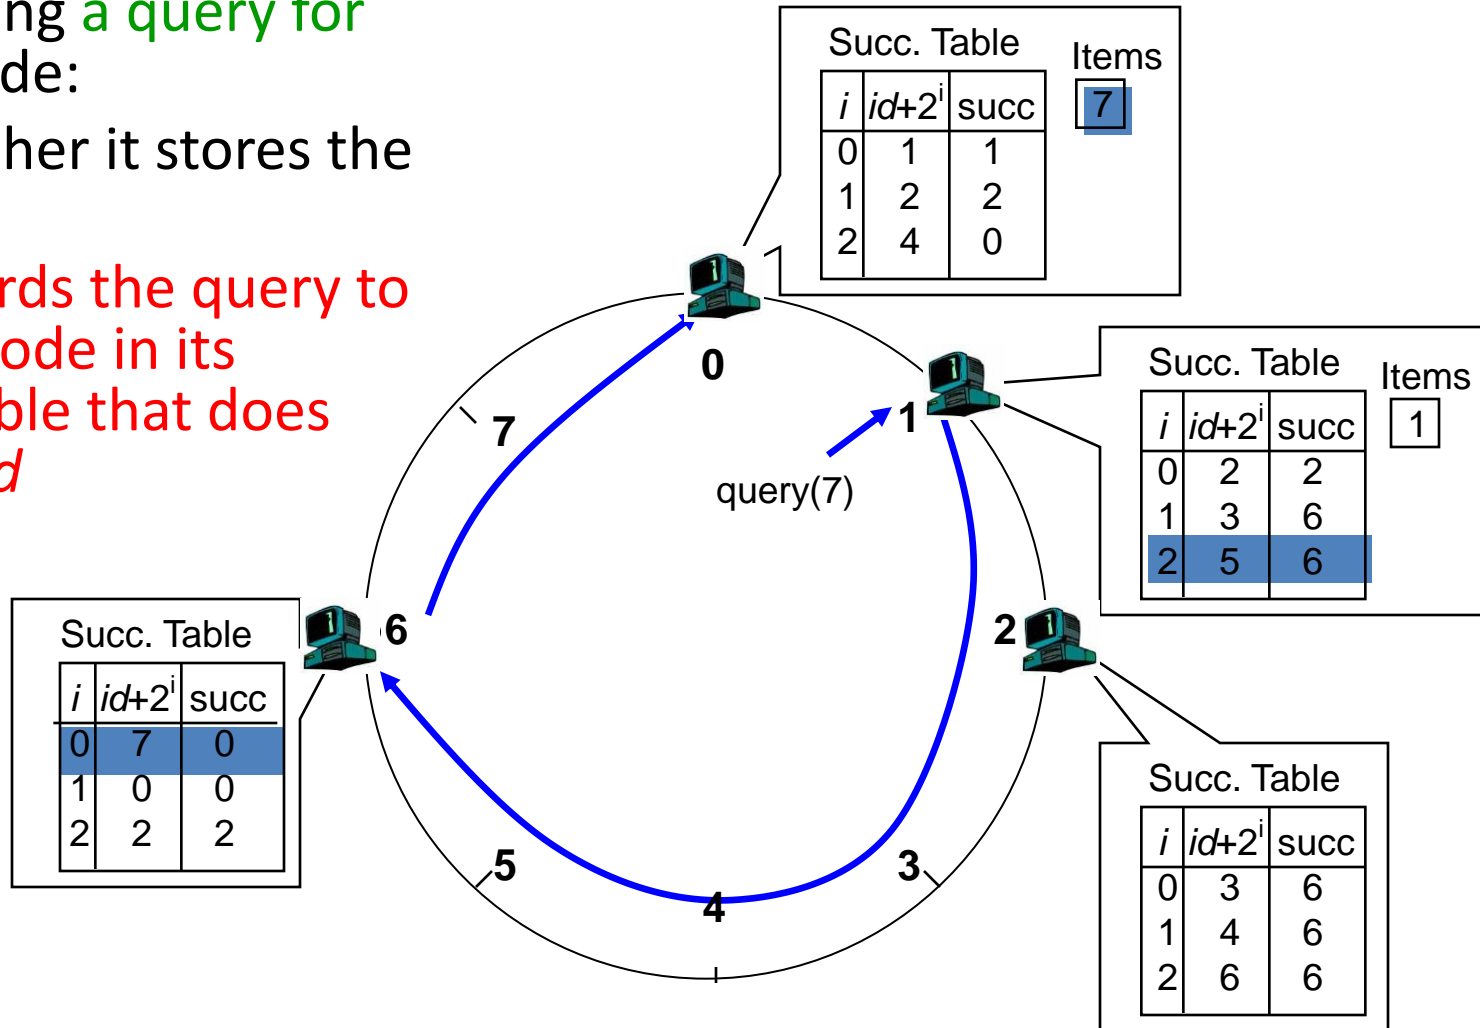 ng a query for
de:
her it stores the
rds the query to
ode in its
ble that does
d
Succ. Table
Items
i id+2^i succ
7
0 1 1
1 2 2
2 4 0
0
Succ. Table
Items
i id+2^i succ
1
0 2 2
1 3 6
2 5 6
1
7
query(7)
6
2
Succ. Table
i id+2^i succ
0 7 0
1 0 0
2 2 2
5
3
4
Succ. Table
i id+2^i succ
0 3 6
1 4 6
2 6 6